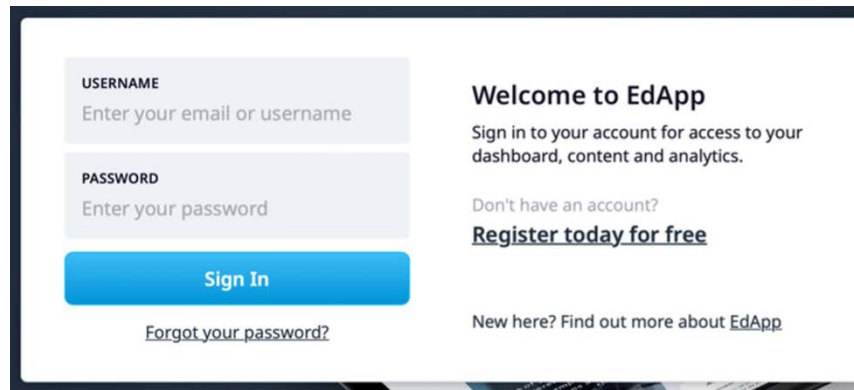 USERNAME
Enter your email or username
PASSWORD
Enter your password
Sign In
Forgot your password?
Welcome to EdApp
Sign in to your account for access to your
dashboard, content and analytics.
Don't have an account?
Register today for free
New here? Find out more about EdApp